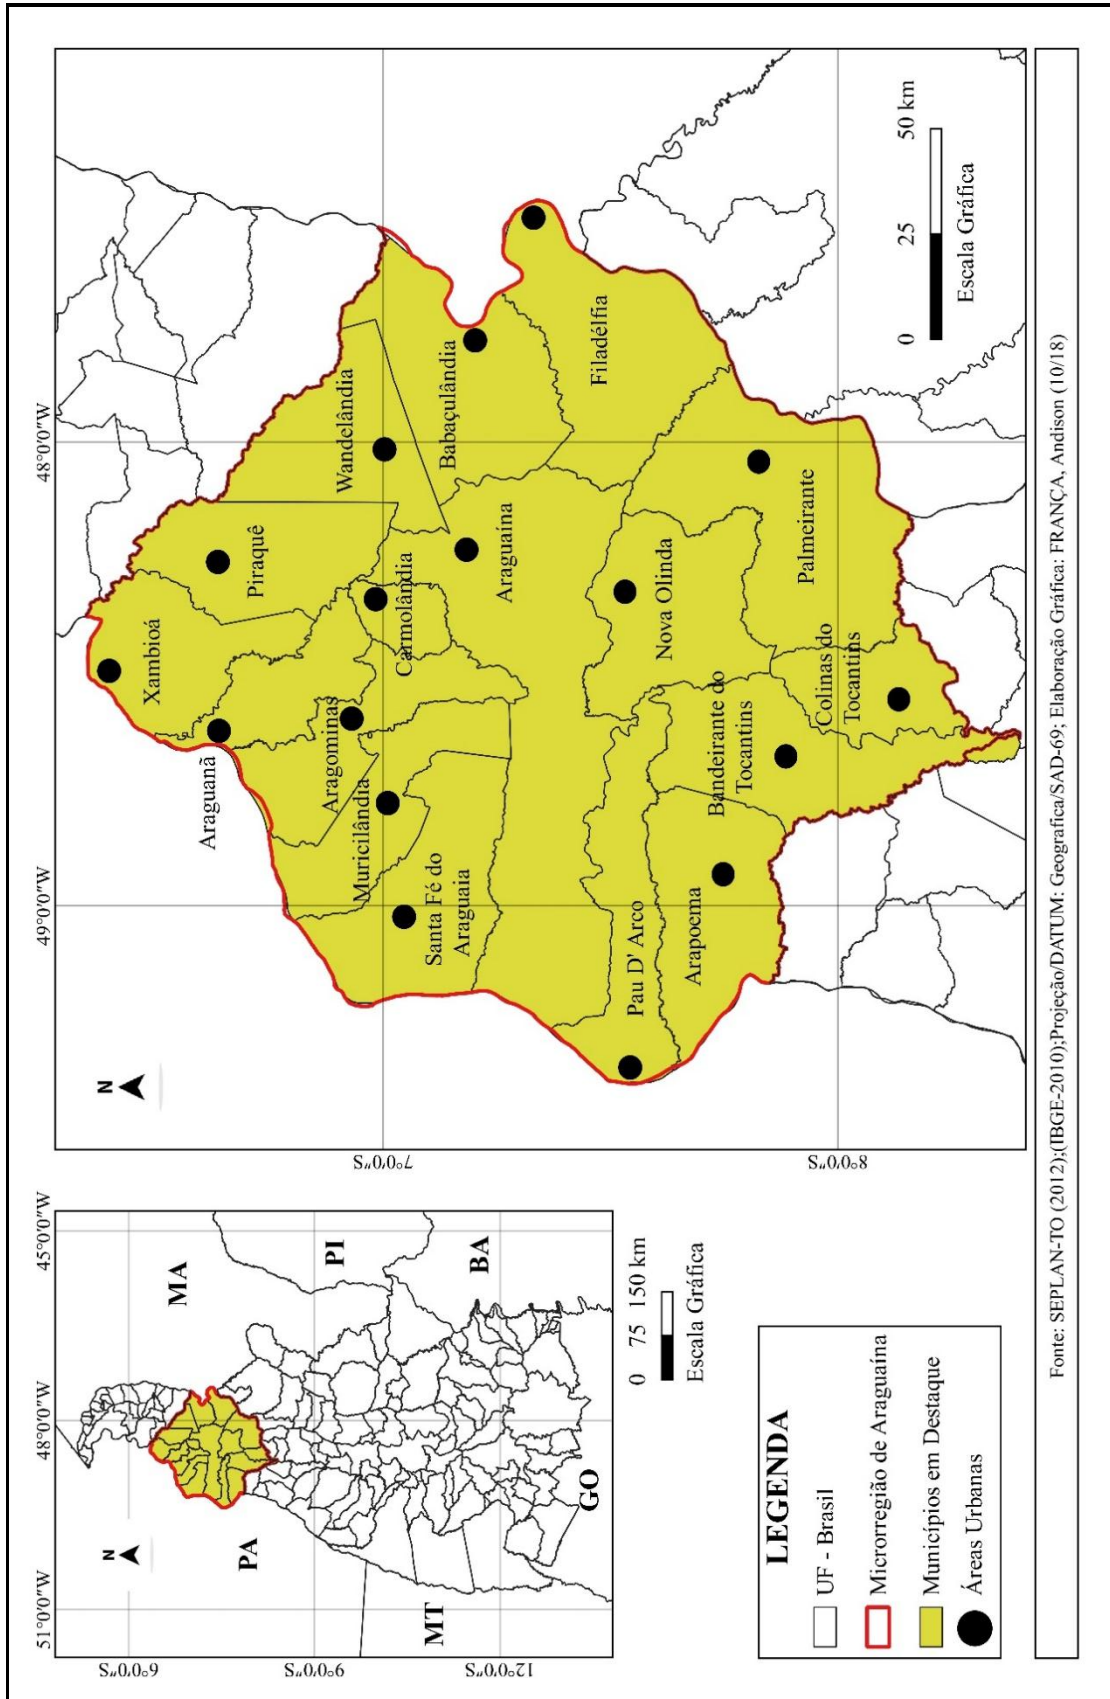 51°0'0"W
48°0'0"W
45°0'0"W
6°0'0"S
9°0'0"S
12°0'0"S
N
PA
MA
PI
BA
MT
GO
0 75 150 km
Escala Gráfica
LEGENDA
UF - Brasil
Microrregião de Araguaína
Municípios em Destaque
Áreas Urbanas
49°0'0"W
48°0'0"W
7°0'0"S
8°0'0"S
N
Xambioá
Piraquê
Araguanã
Wandelândia
Aragominas
Carmolândia
Muricilândia
Babaçulândia
Santa Fé do
Araguaia
Araguaina
Filadélfia
Pau D' Arco
Nova Olinda
Arapoema
Bandeirante do
Tocantins
Palmeirante
Colinas do
Tocantins
0 25 50 km
Escala Gráfica
Fonte: SEPLAN-TO (2012);(IBGE-2010);Projeção/DATUM: Geografica/SAD-69; Elaboração Gráfica: FRANÇA, Andison (10/18)